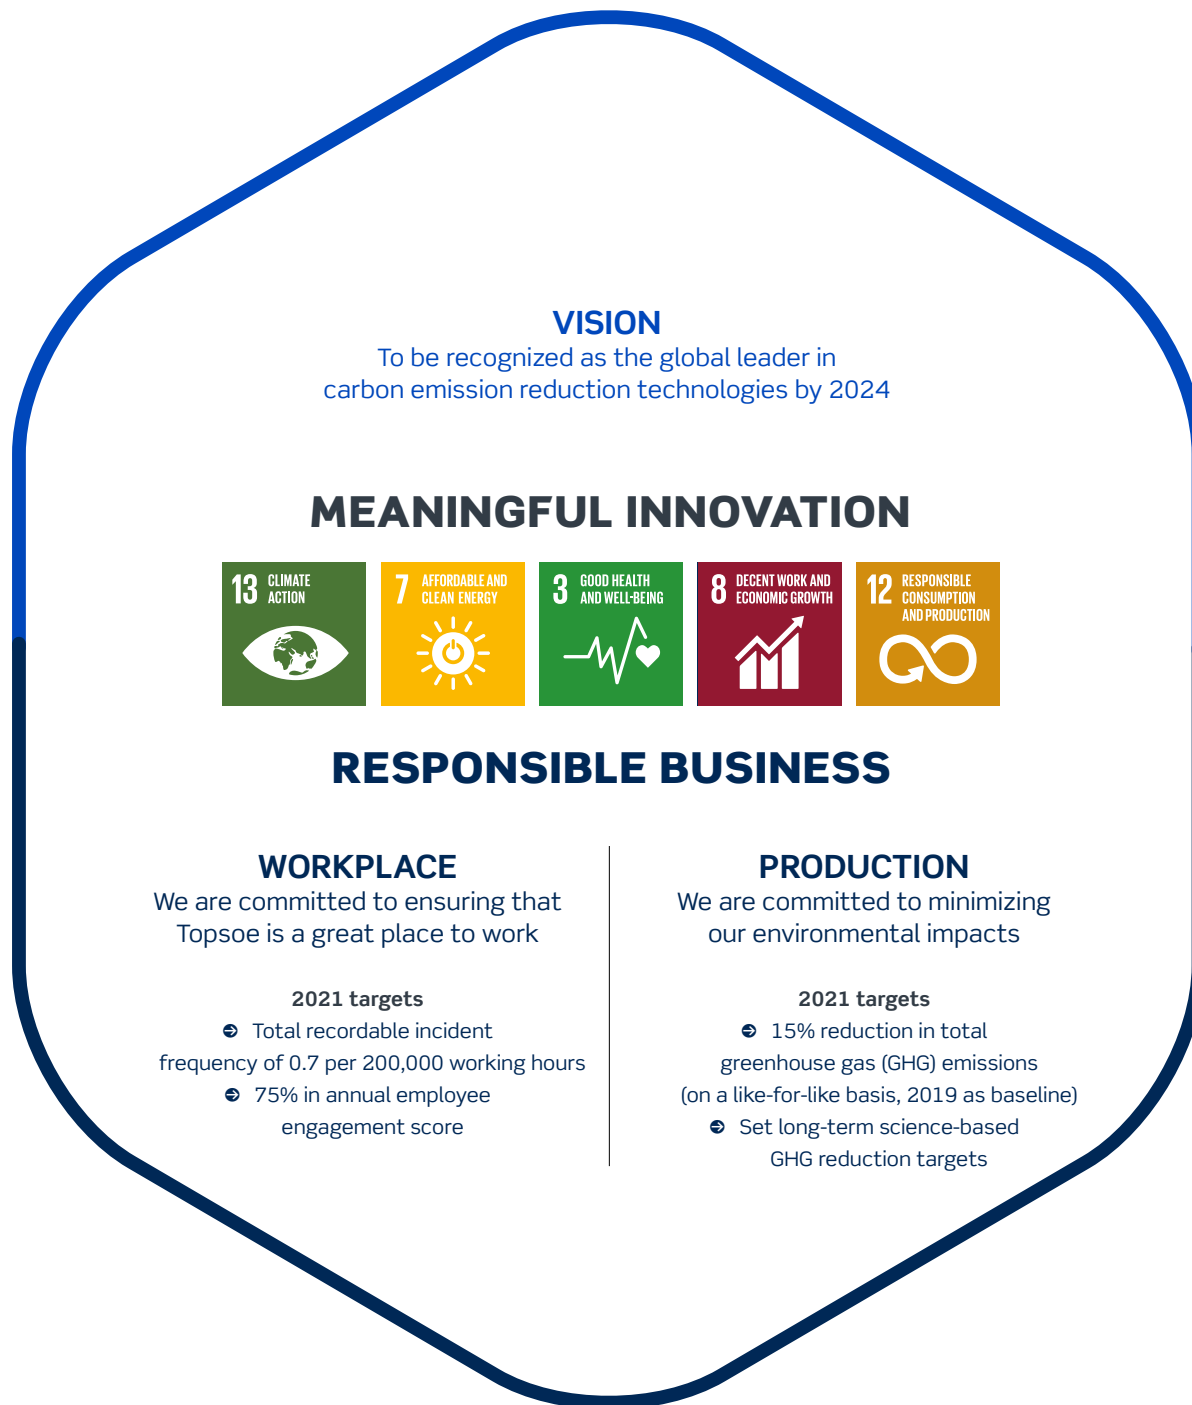 VISION
To be recognized as the global leader in
carbon emission reduction technologies by 2024
MEANINGFUL INNOVATION
13 CLIMATE
ACTION
7 AFFORDABLE AND
CLEAN ENERGY
3 GOOD HEALTH
AND WELL-BEING
8 DECENT WORK AND
ECONOMIC GROWTH
12 RESPONSIBLE
CONSUMPTION
AND PRODUCTION
RESPONSIBLE BUSINESS
WORKPLACE
We are committed to ensuring that
Topsoe is a great place to work
2021 targets
Total recordable incident
frequency of 0.7 per 200,000 working hours
75% in annual employee
engagement score
PRODUCTION
We are committed to minimizing
our environmental impacts
2021 targets
15% reduction in total
greenhouse gas (GHG) emissions
(on a like-for-like basis, 2019 as baseline)
Set long-term science-based
GHG reduction targets